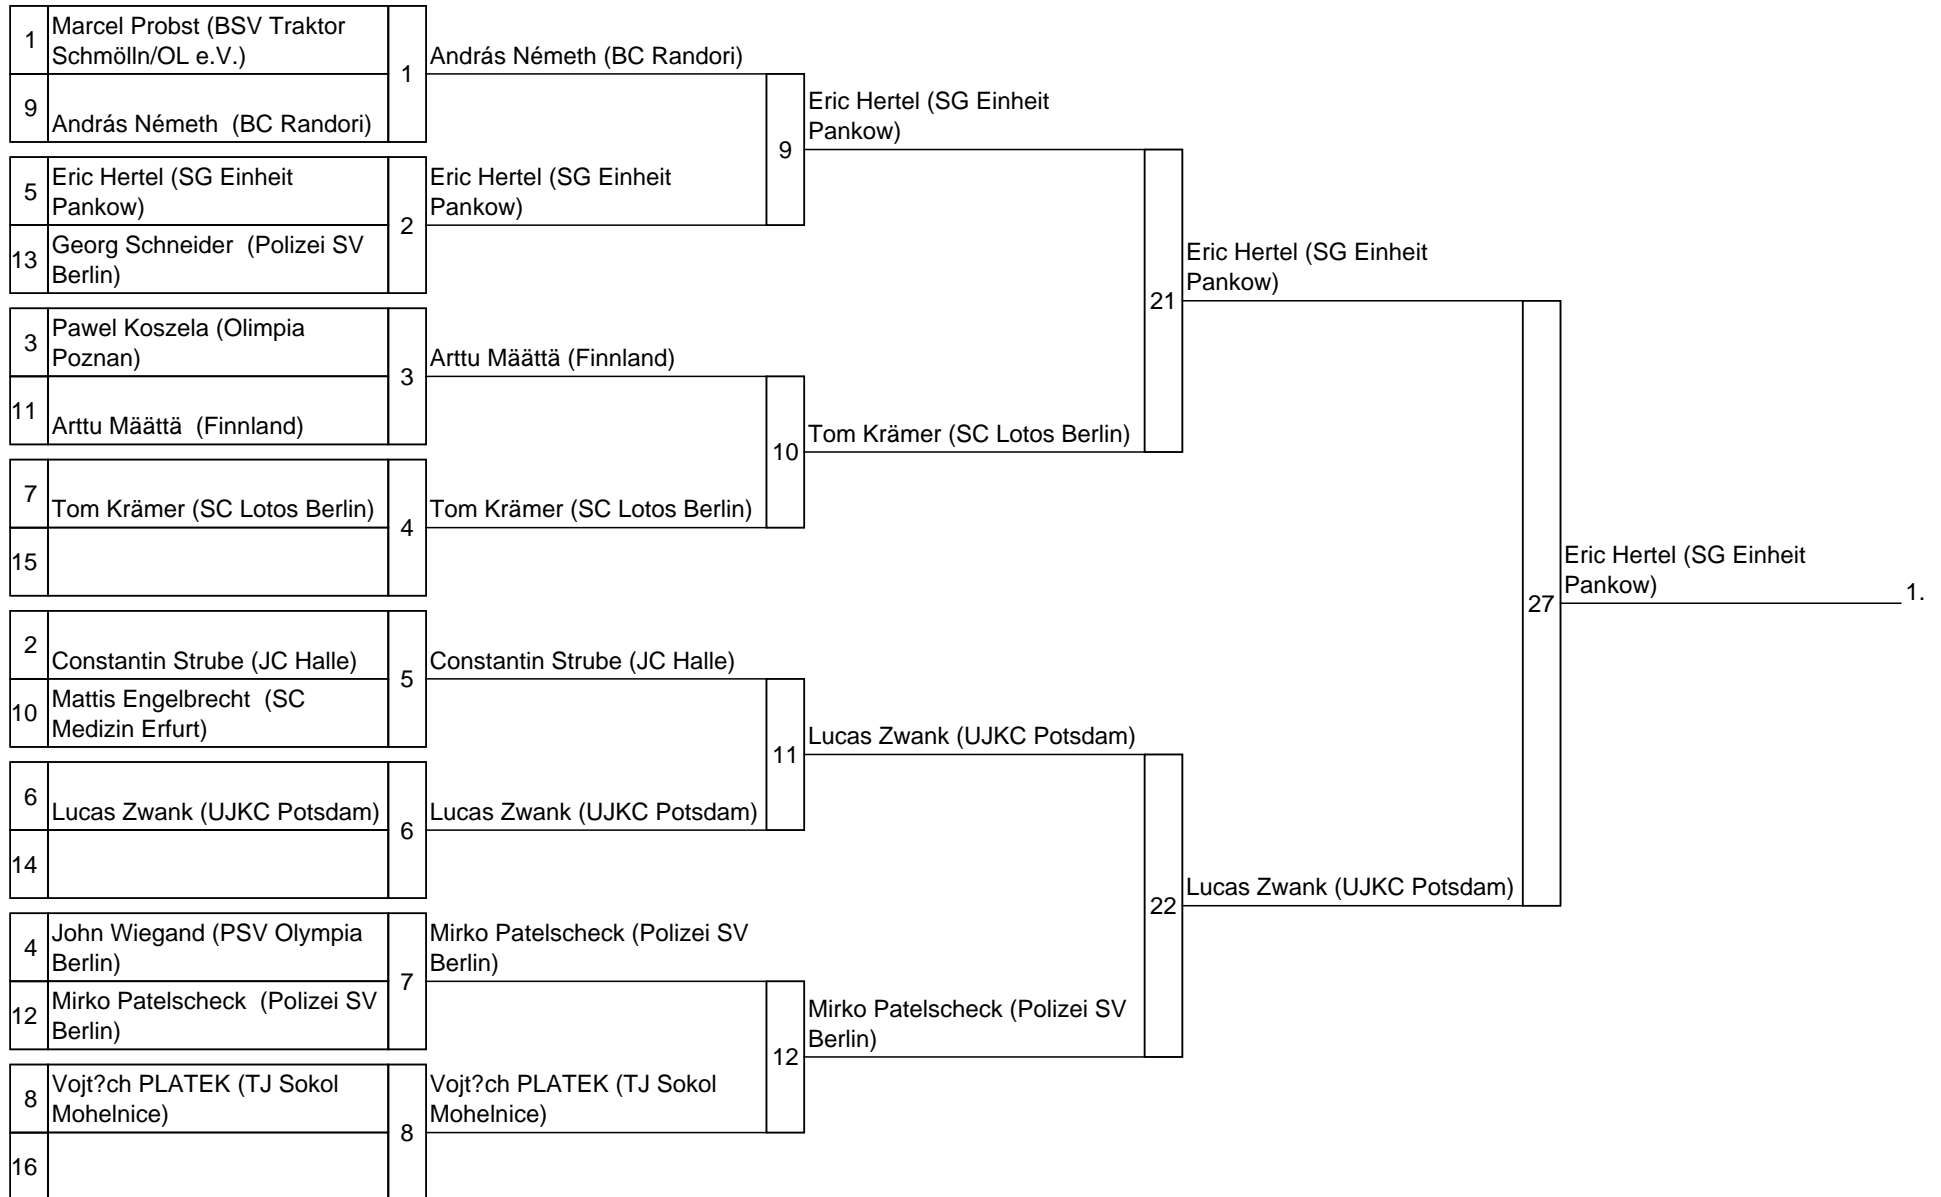 1
Marcel Probst (BSV Traktor
Schmölln/OL e.V.)
9
András Németh  (BC Randori)
1
András Németh (BC Randori)
5
Eric Hertel (SG Einheit
Pankow)
13
Georg Schneider  (Polizei SV
Berlin)
2
Eric Hertel (SG Einheit
Pankow)
9
Eric Hertel (SG Einheit
Pankow)
3
Pawel Koszela (Olimpia
Poznan)
11
Arttu Määttä  (Finnland)
3
Arttu Määttä (Finnland)
7
Tom Krämer (SC Lotos Berlin)
15
4
Tom Krämer (SC Lotos Berlin)
10
Tom Krämer (SC Lotos Berlin)
21
Eric Hertel (SG Einheit
Pankow)
2
Constantin Strube (JC Halle)
10
Mattis Engelbrecht  (SC
Medizin Erfurt)
5
Constantin Strube (JC Halle)
6
Lucas Zwank (UJKC Potsdam)
14
6
Lucas Zwank (UJKC Potsdam)
11
Lucas Zwank (UJKC Potsdam)
4
John Wiegand (PSV Olympia
Berlin)
12
Mirko Patelscheck  (Polizei SV
Berlin)
7
Mirko Patelscheck (Polizei SV
Berlin)
8
Vojt?ch PLATEK (TJ Sokol
Mohelnice)
16
8
Vojt?ch PLATEK (TJ Sokol
Mohelnice)
12
Mirko Patelscheck (Polizei SV
Berlin)
22
Lucas Zwank (UJKC Potsdam)
27
Eric Hertel (SG Einheit
Pankow)
1.